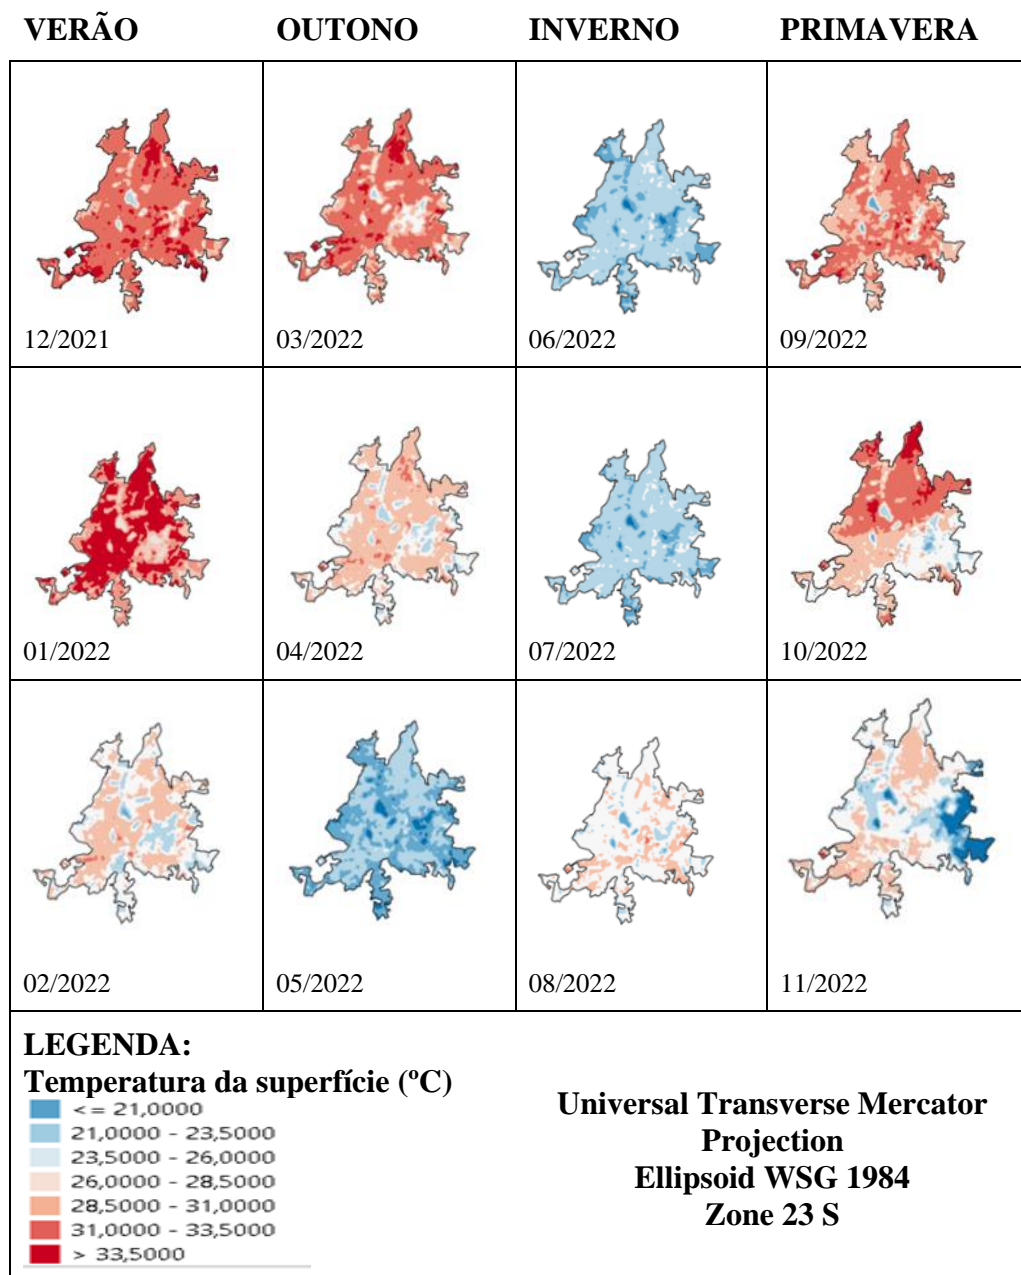 VERÃO OUTONO INVERNO PRIMAVERA
12/2021 03/2022 06/2022 09/2022
01/2022 04/2022 07/2022 10/2022
02/2022 05/2022 08/2022 11/2022
LEGENDA:
Temperatura da superfície (ºC)
<= 21,0000
21,0000 - 23,5000
23,5000 - 26,0000
26,0000 - 28,5000
28,5000 - 31,0000
31,0000 - 33,5000
> 33,5000
Universal Transverse Mercator
Projection
Ellipsoid WSG 1984
Zone 23 S